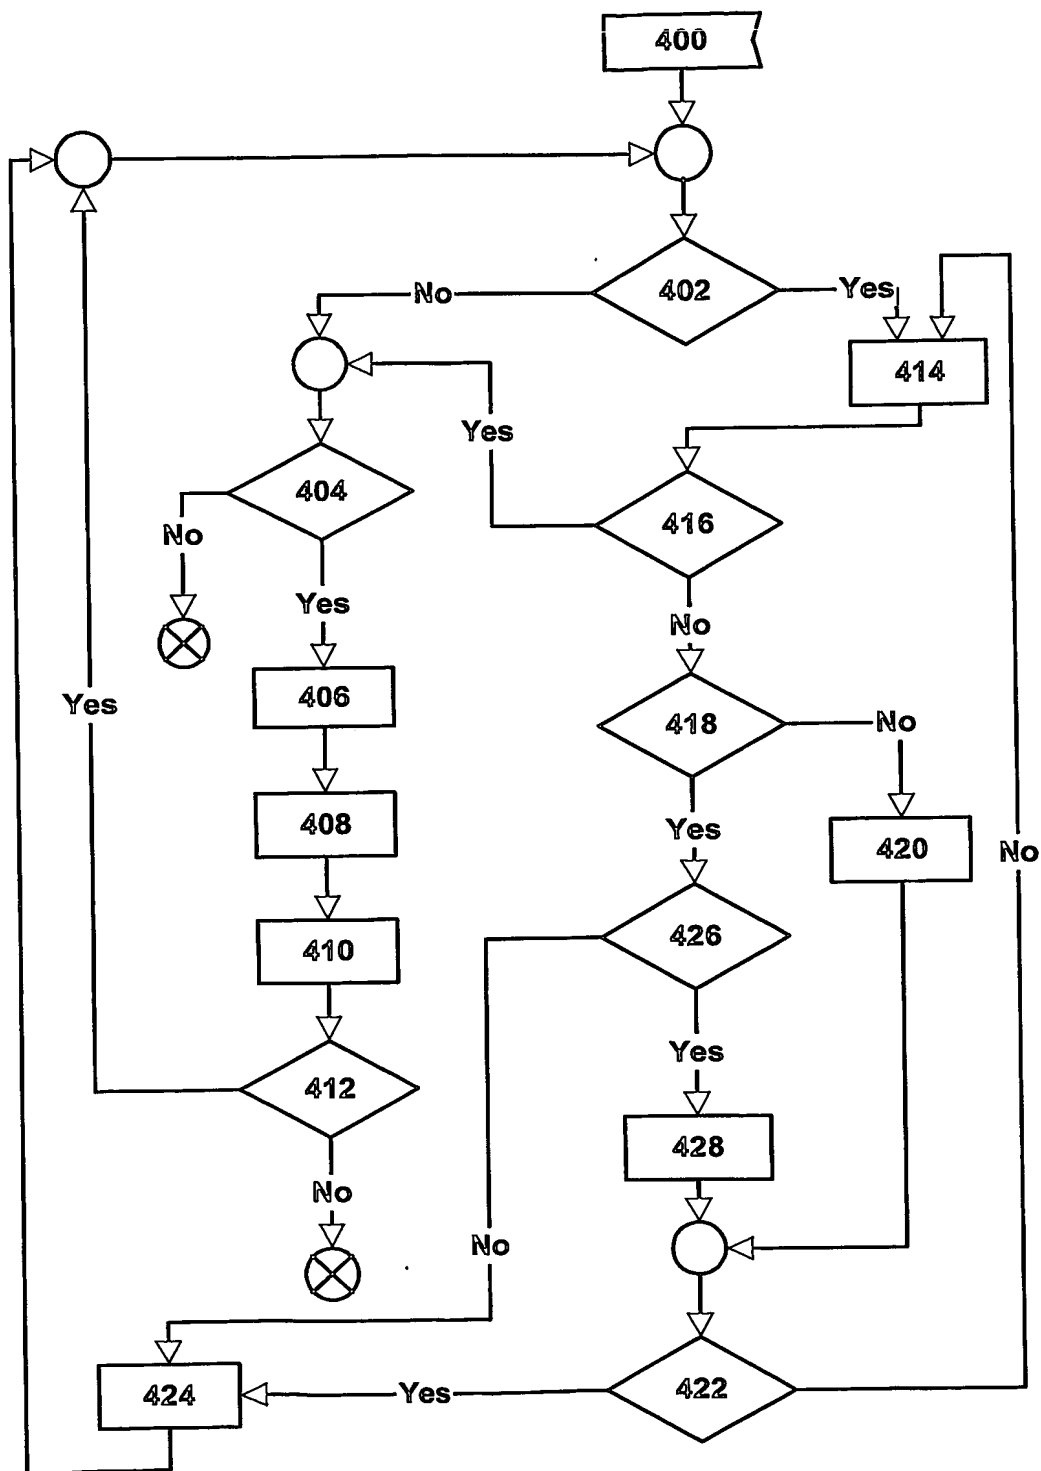 400
402
No
Yes
414
Yes
404
416
No
Yes
No
406
Yes
418
No
408
Yes
420
No
410
426
Yes
412
428
No
No
424
Yes
422